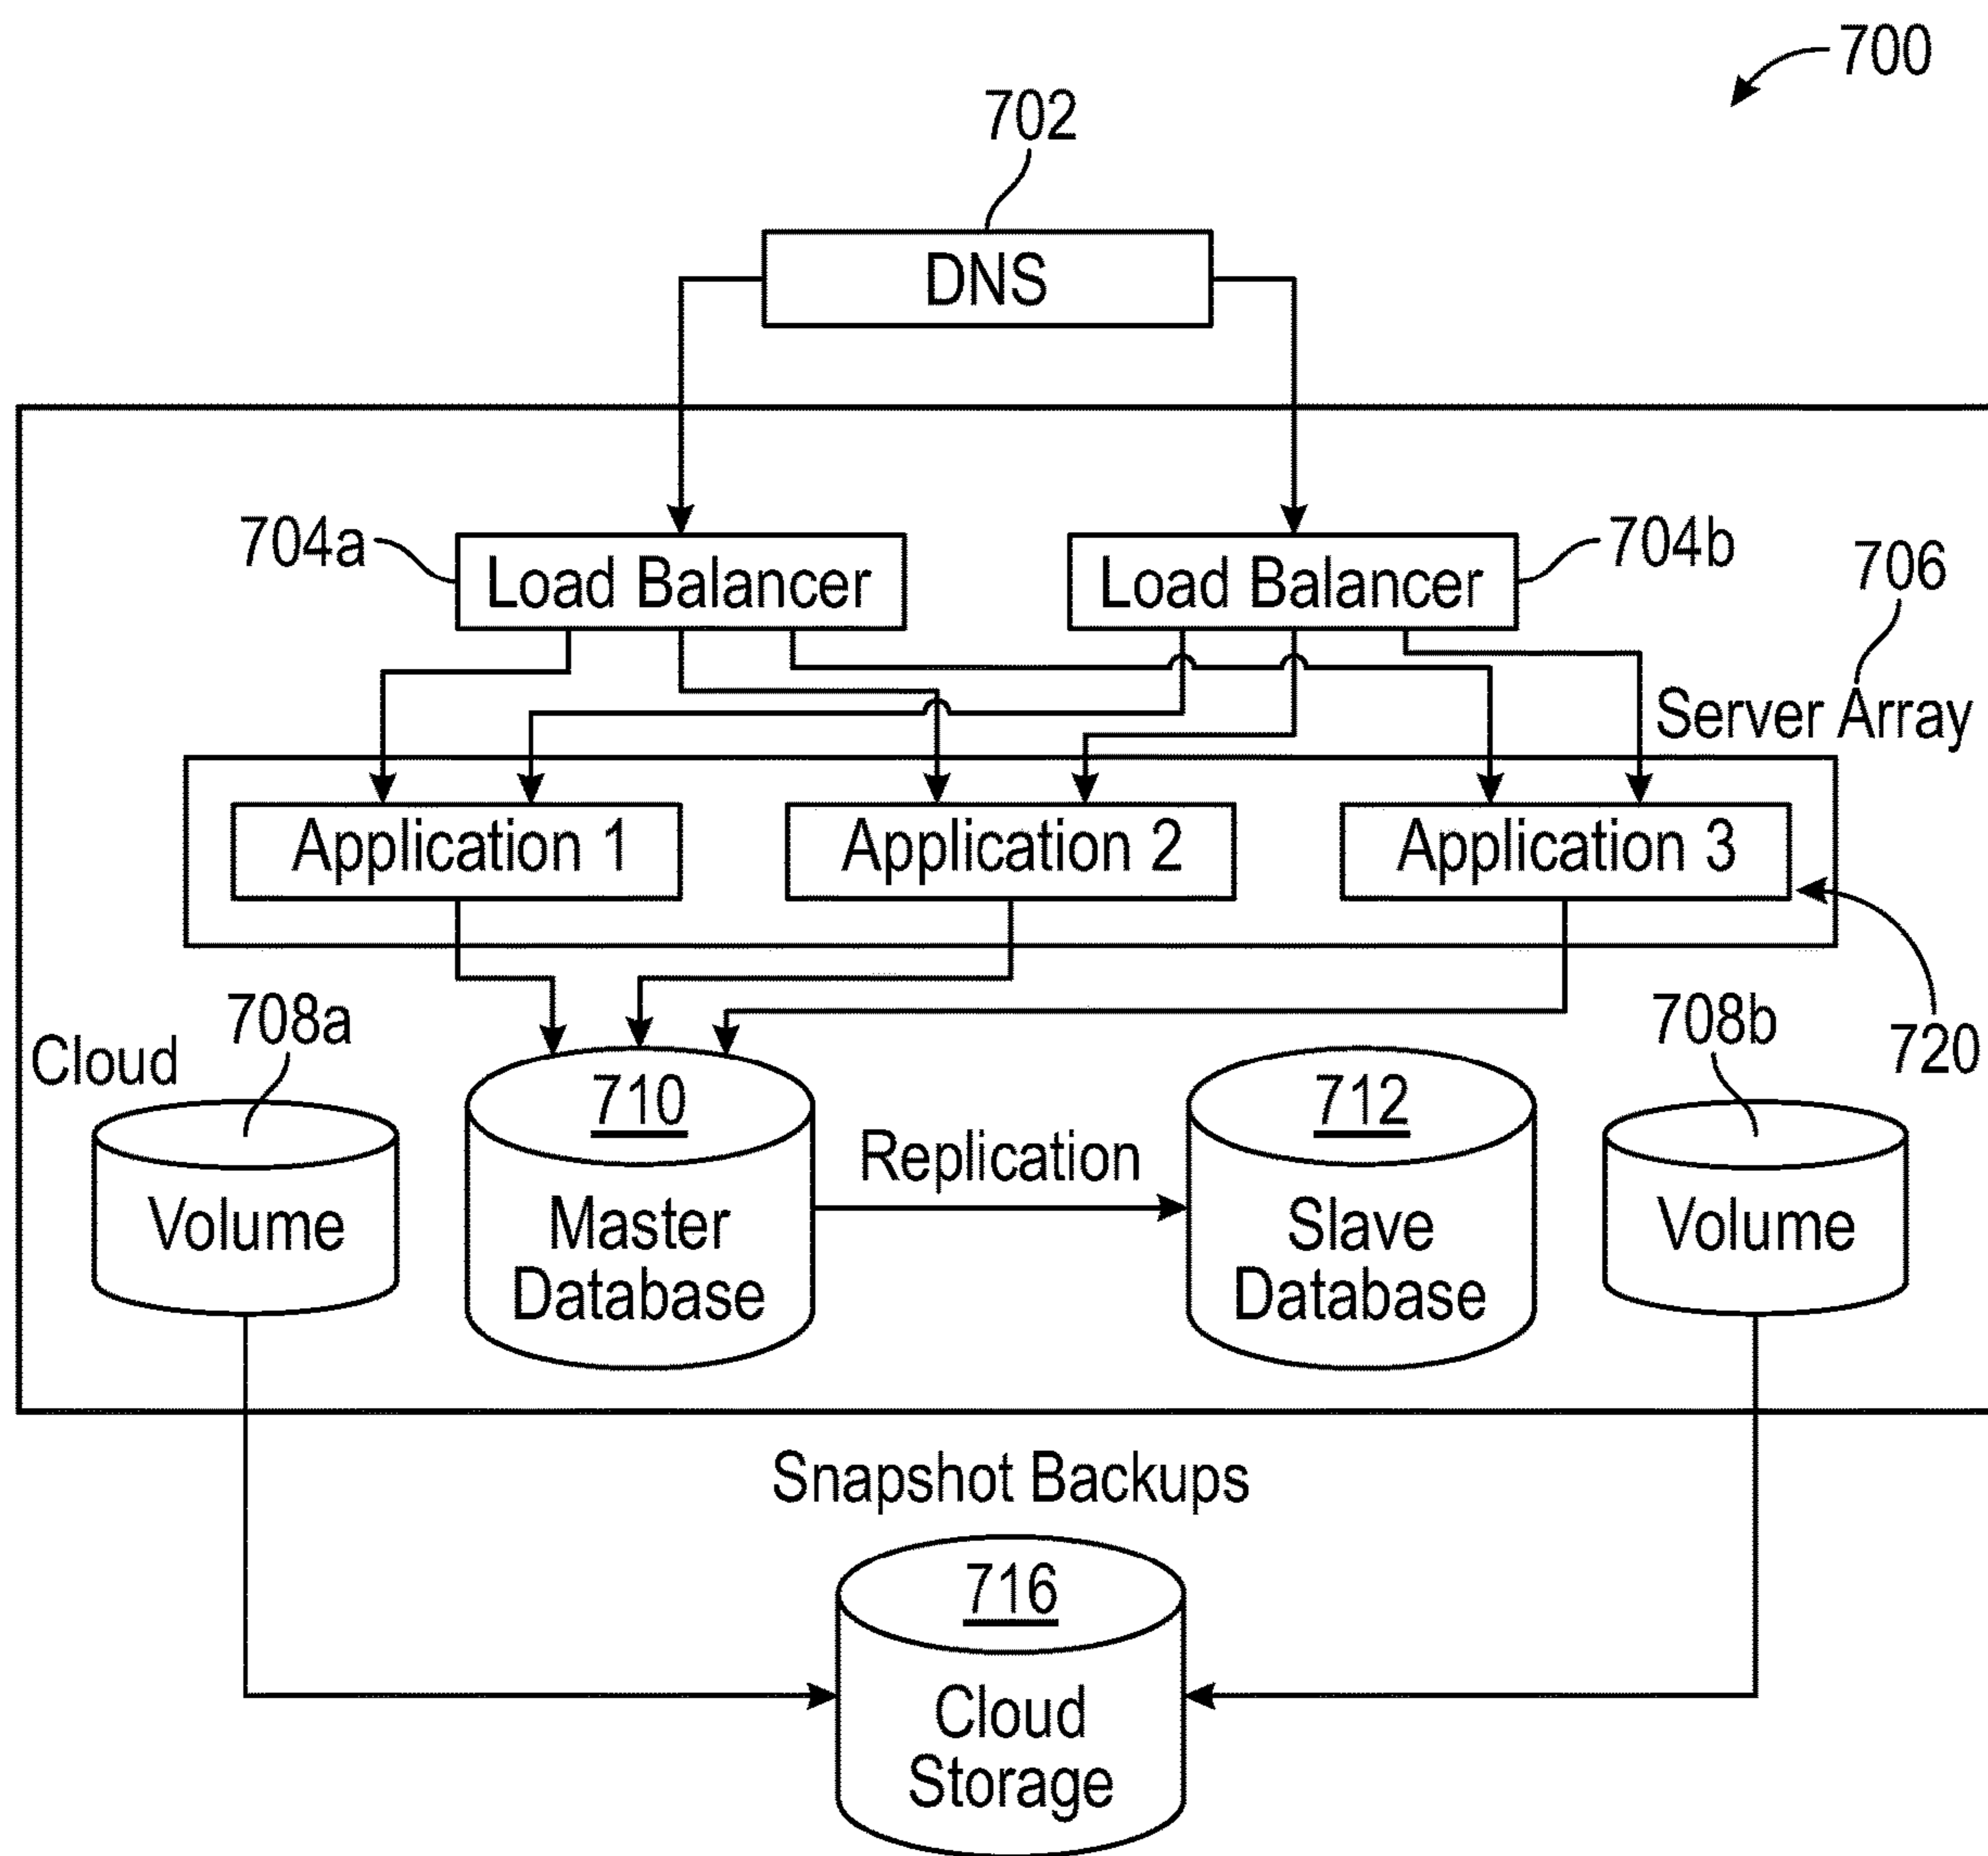 700
702
DNS
704a
Load Balancer
Load Balancer
704b
706
Server Array
Application 1
Application 2
Application 3
720
Cloud
708a
708b
710
Master
Database
Replication
712
Slave
Database
Volume
Volume
Snapshot Backups
716
Cloud
Storage